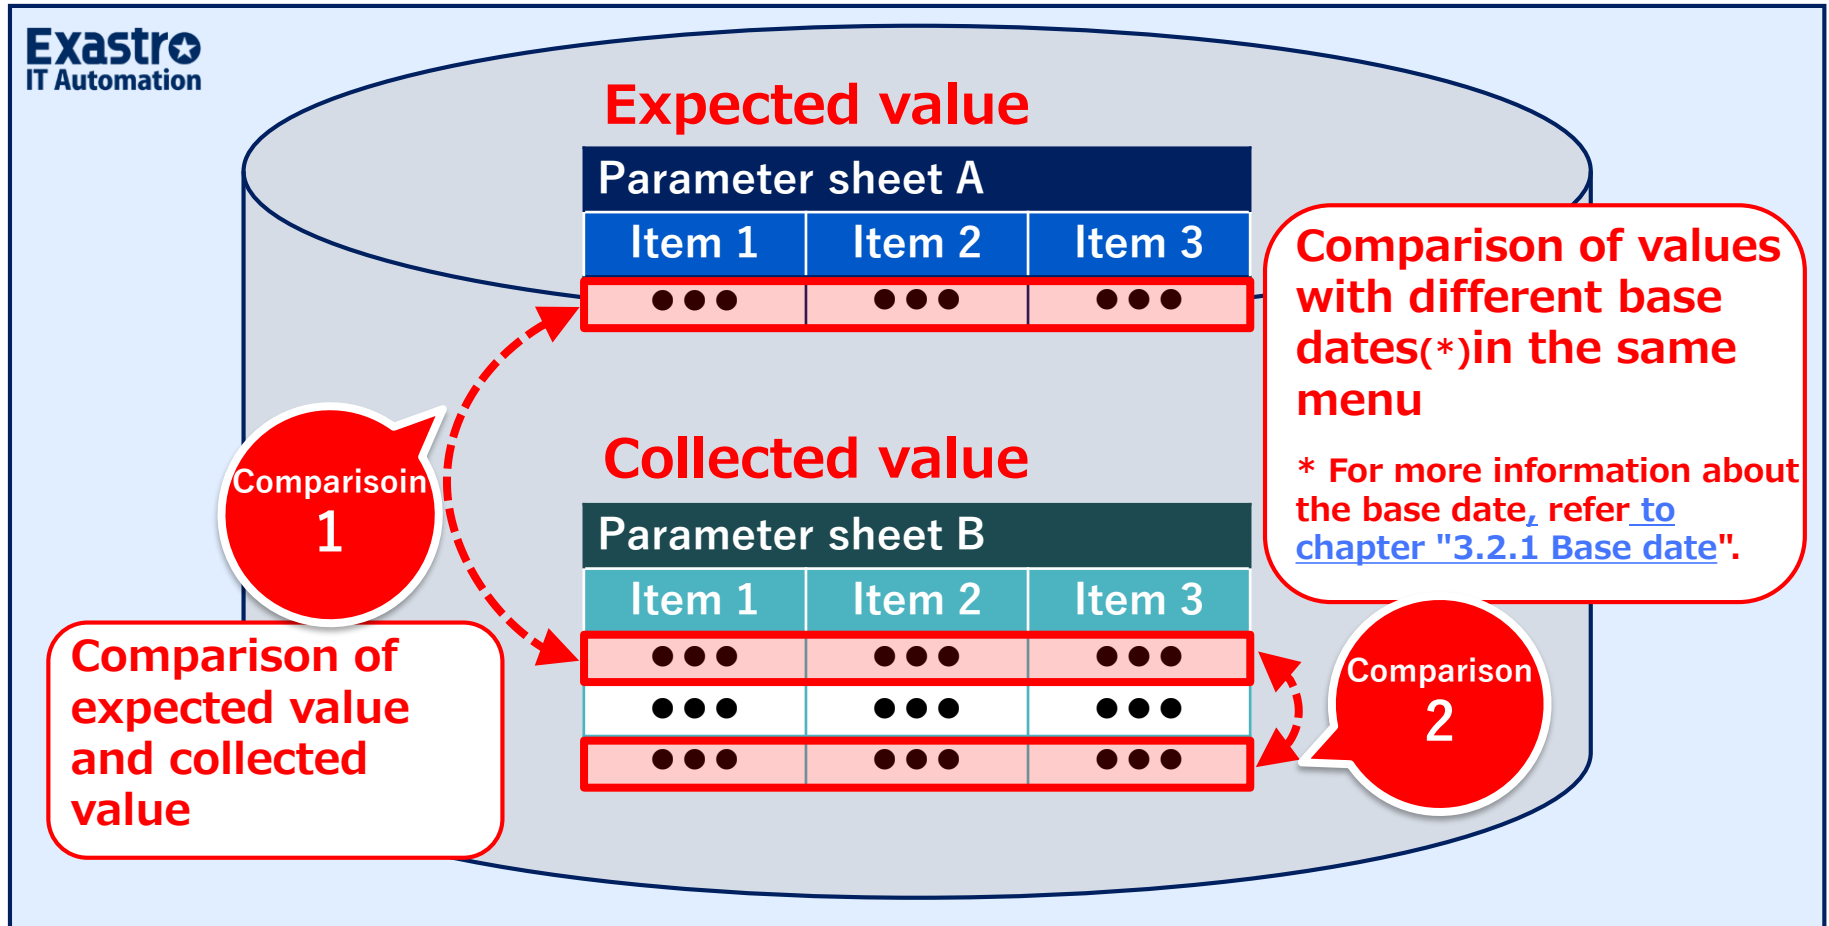 Exastro
IT Automation
Expected value
Parameter sheet A
Item 1 Item 2 Item 3
●●● ●●● ●●●
Comparison of values
with different base
dates(*)in the same
menu
* For more information about
the base date, refer to
chapter "3.2.1 Base date".
Comparisoin
1
Comparison of
expected value
and collected
value
Collected value
Parameter sheet B
Item 1 Item 2 Item 3
●●● ●●● ●●●
●●● ●●● ●●●
●●● ●●● ●●●
Comparison
2